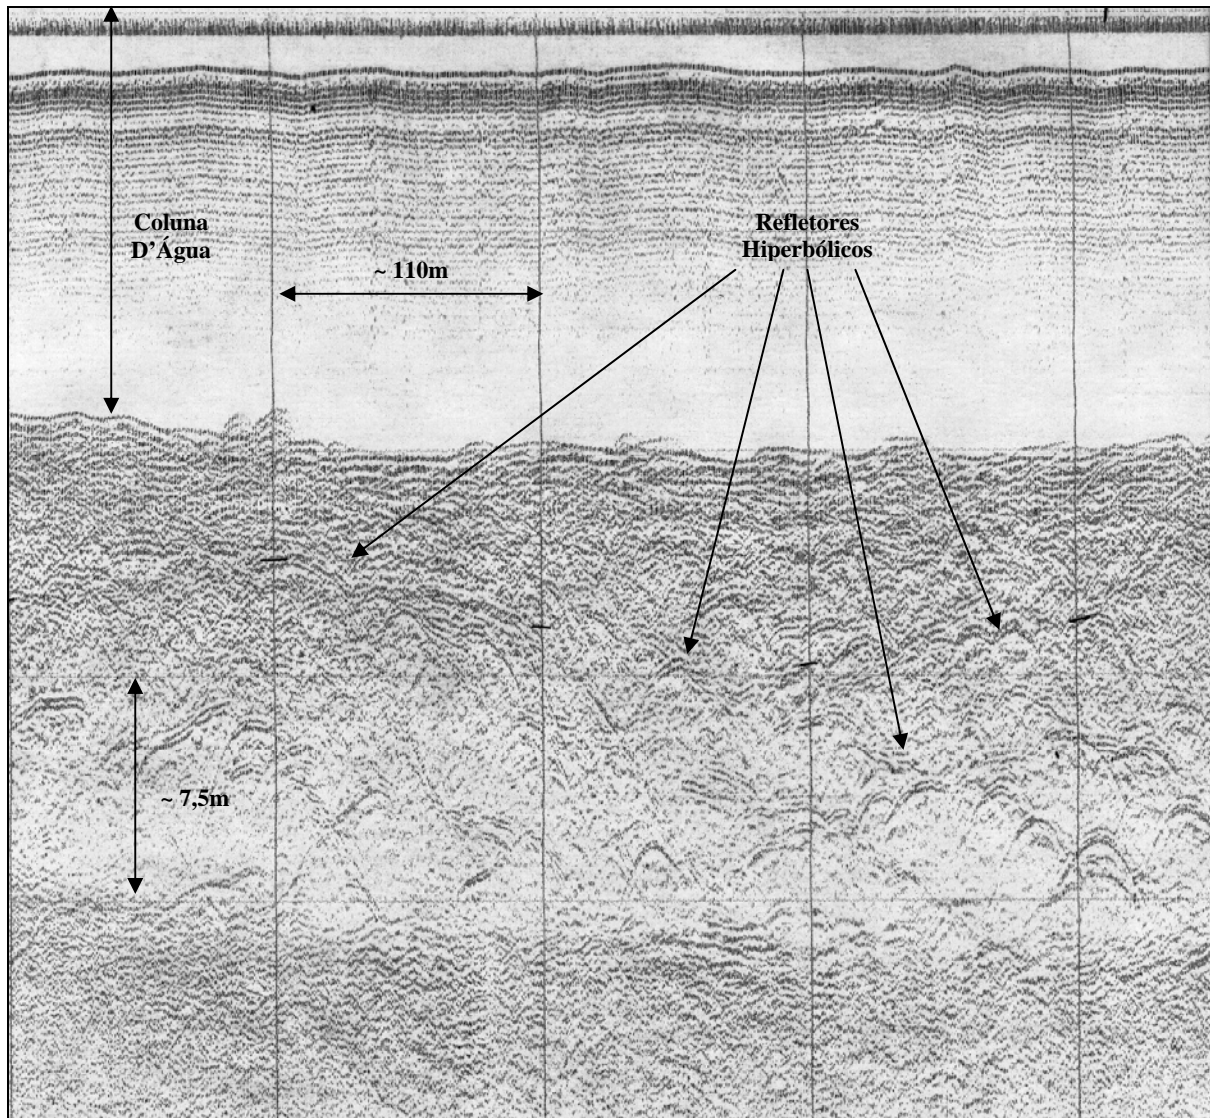 Coluna
D'Água
~ 110m
Refletores
Hiperbólicos
~ 7,5m